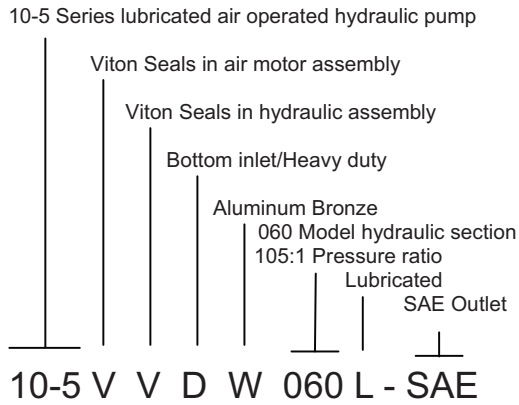 10-5 Series lubricated air operated hydraulic pump
Viton Seals in air motor assembly
Viton Seals in hydraulic assembly
Bottom inlet/Heavy duty
Aluminum Bronze
060 Model hydraulic section
105:1 Pressure ratio
Lubricated
SAE Outlet
10-5 V V D W 060 L - SAE